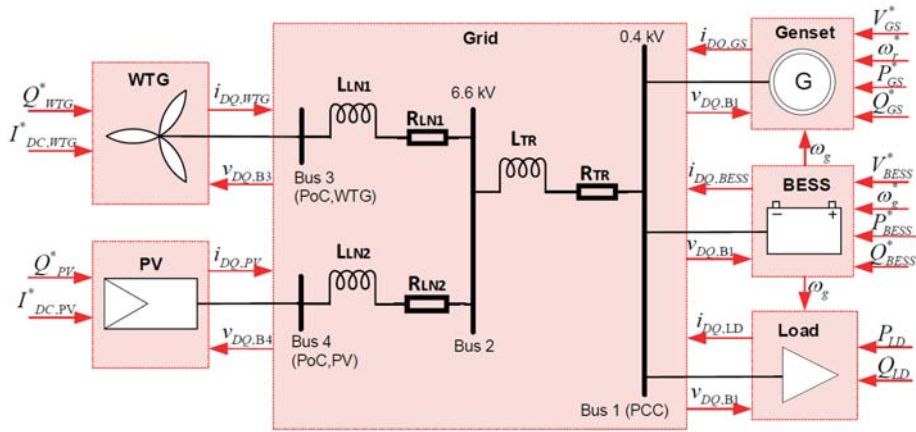 Grid
0.4 kV
Genset
G
V*GS
ω*r
P*GS
Q*GS
iDQ,GS
vDQ,B1
ωg
WTG
Q*WTG
I*DC,WTG
iDQ,WTG
vDQ,B3
LLN1
RLN1
6.6 kV
Bus 3
(PoC,WTG)
LTR
RTR
iDQ,BESS
vDQ,B1
BESS
- +
V*BESS
ω*g
P*BESS
Q*BESS
ωg
PV
Q*PV
I*DC,PV
iDQ,PV
vDQ,B4
LLN2
RLN2
Bus 4
(PoC,PV)
Bus 2
Bus 1 (PCC)
iDQ,LD
vDQ,B1
Load
PLD
QLD